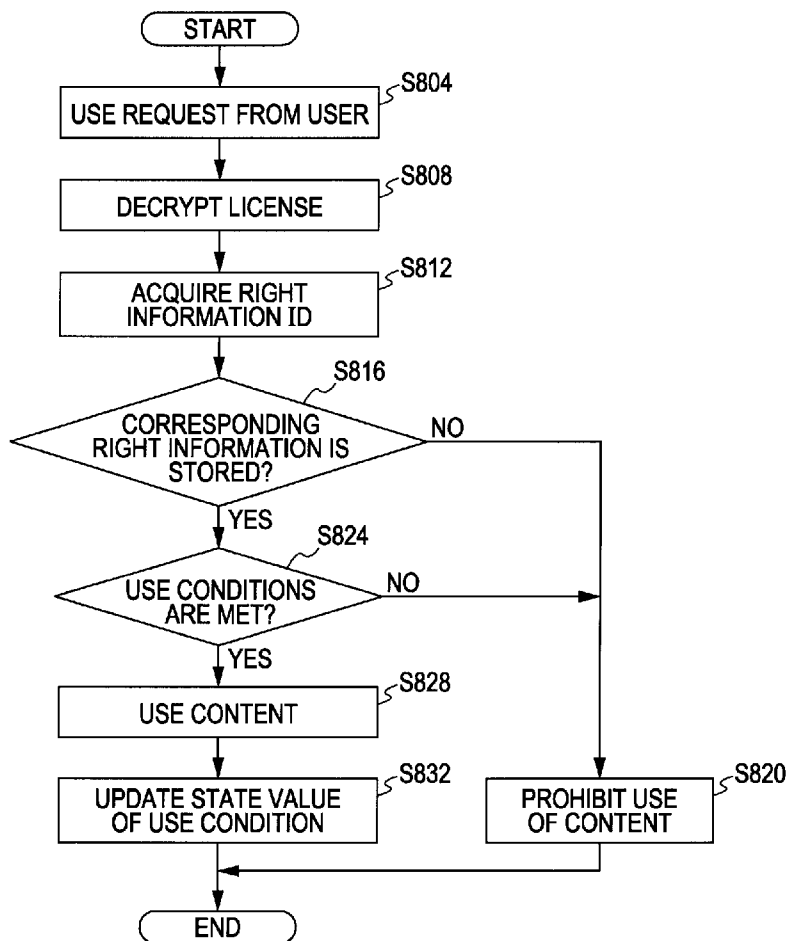 START
S804
USE REQUEST FROM USER
S808
DECRYPT LICENSE
S812
ACQUIRE RIGHT
INFORMATION ID
S816
CORRESPONDING
RIGHT INFORMATION IS
STORED?
NO
YES
S824
USE CONDITIONS
ARE MET?
NO
YES
S828
USE CONTENT
S832
UPDATE STATE VALUE
OF USE CONDITION
S820
PROHIBIT USE
OF CONTENT
END